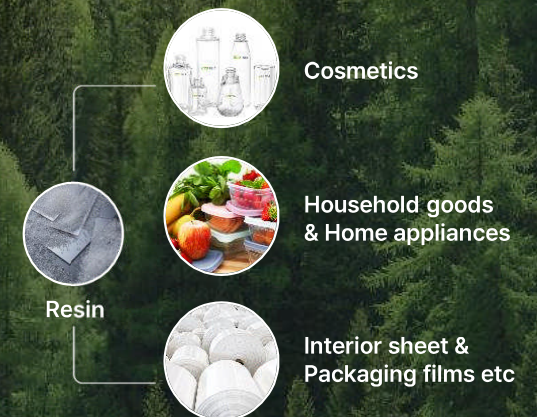 Cosmetics
Household goods
& Home appliances
Resin
Interior sheet &
Packaging films etc